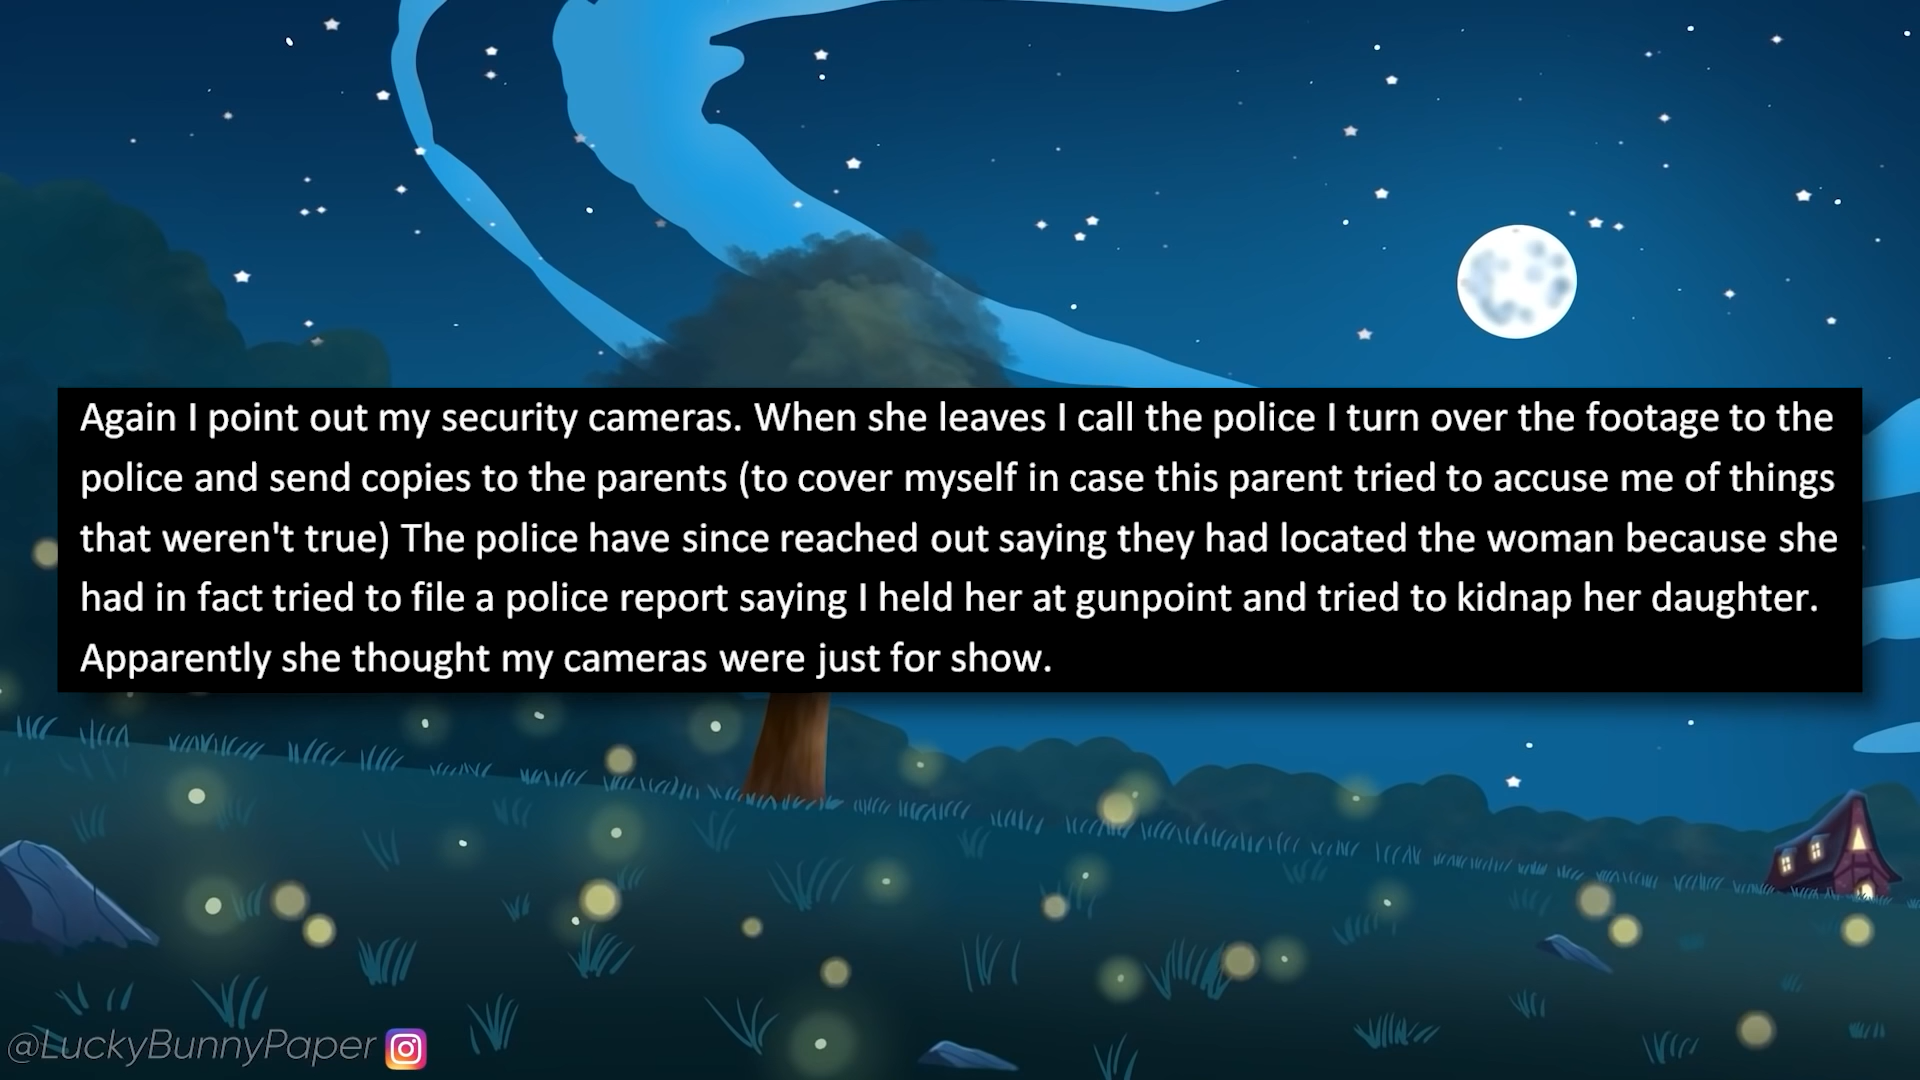 Again I point out my security cameras. When she leaves I call the police I turn over the footage to the
police and send copies to the parents (to cover myself in case this parent tried to accuse me of things
that weren't true) The police have since reached out saying they had located the woman because she
had in fact tried to file a police report saying I held her at gunpoint and tried to kidnap her daughter.
Apparently she thought my cameras were just for show.
@LuckyBunnyPaper